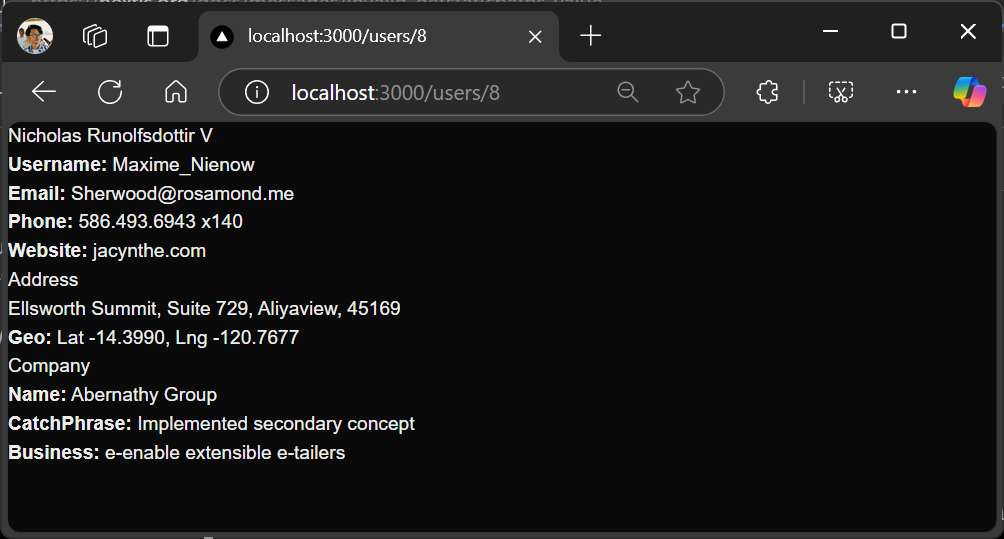 localhost:3000/users/8
localhost:3000/users/8
Nicholas Runolfsdottir V
Username: Maxime_Nienow
Email: Sherwood@rosamond.me
Phone: 586.493.6943 x140
Website: jacynthe.com
Address
Ellsworth Summit, Suite 729, Aliyaview, 45169
Geo: Lat -14.3990, Lng -120.7677
Company
Name: Abernathy Group
CatchPhrase: Implemented secondary concept
Business: e-enable extensible e-tailers